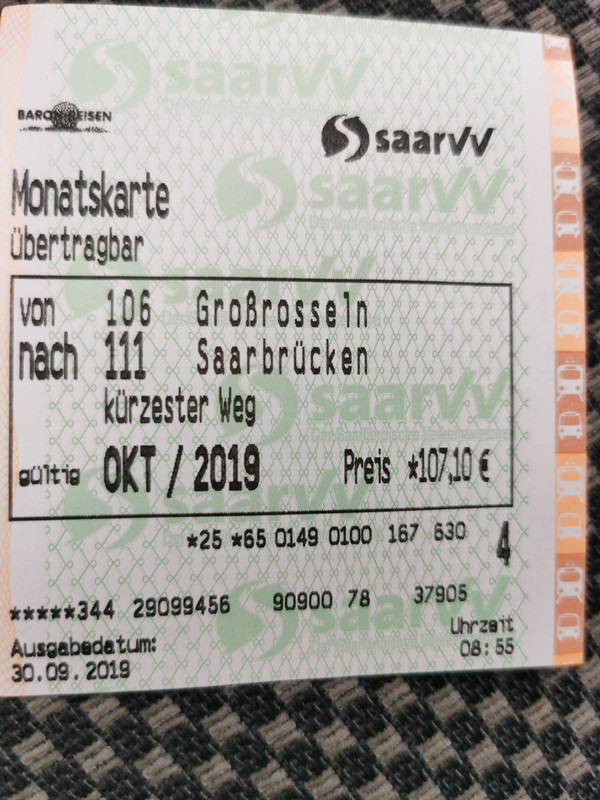 BARON REISEN
saarVV
Monatskarte
übertragbar
von 106 Großrosseln
nach 111 Saarbrücken
kürzester Weg
gültig OKT / 2019 Preis *107,10 €
*25 *65 0149 0100 167 630 4
*****344 29099456 90900 78 37905
Ausgabedatum: Uhrzeit
30.09.2019 08:55